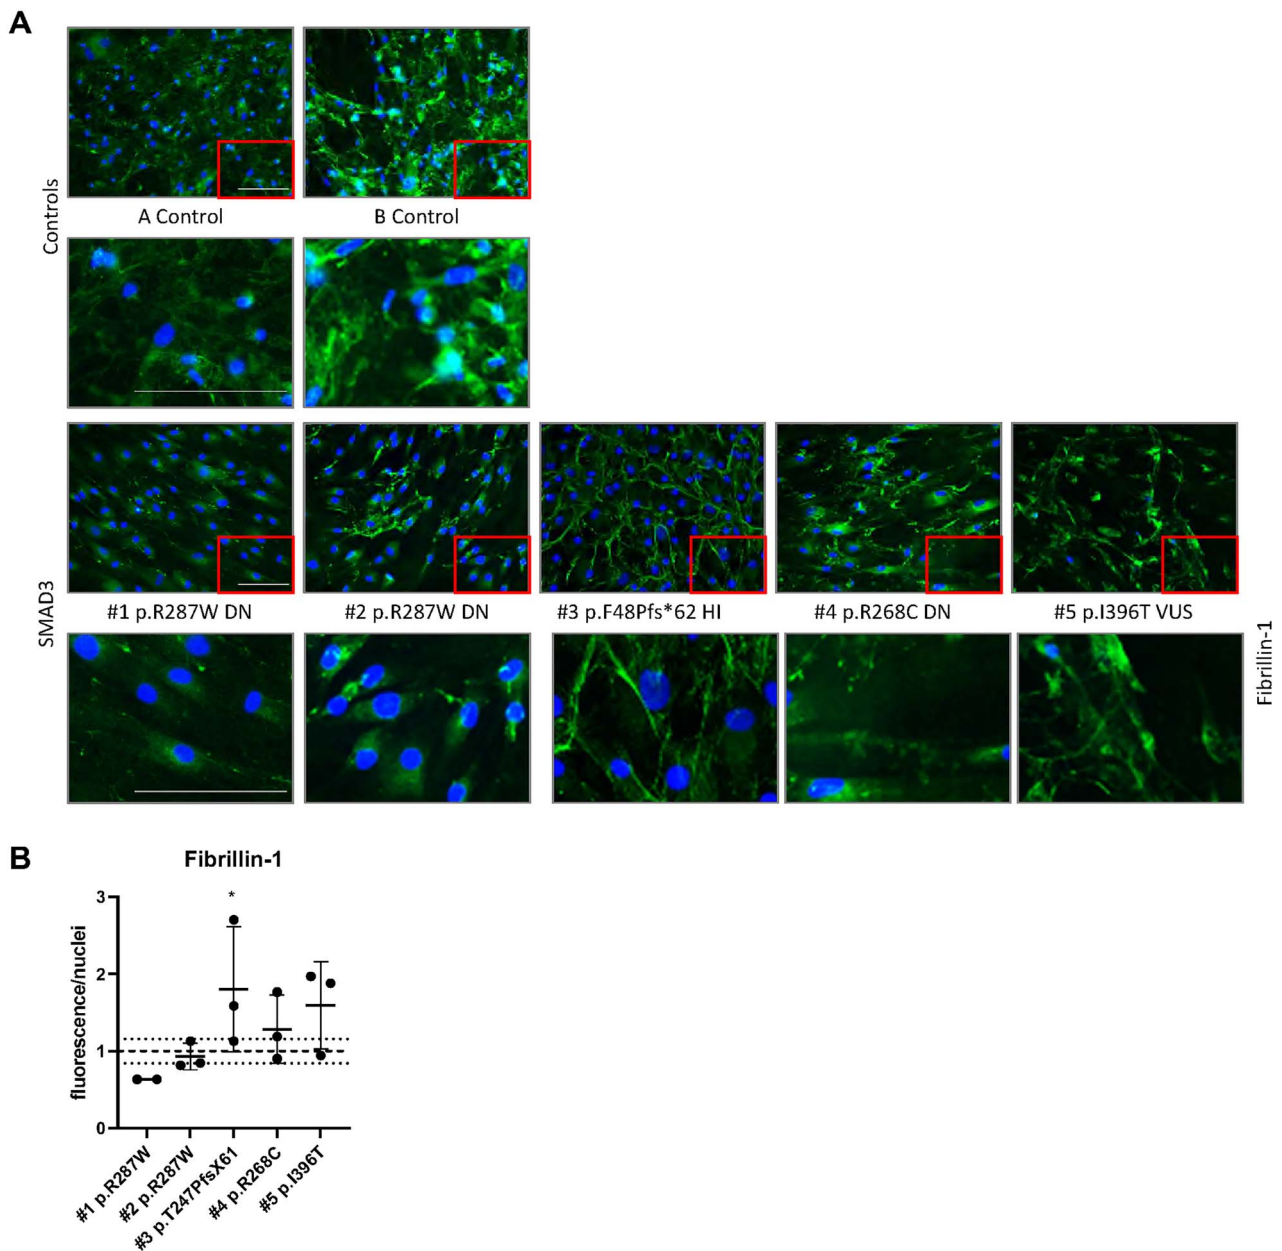 A
Controls
A Control
B Control
SMAD3
#1 p.R287W DN
#2 p.R287W DN
#3 p.F48Pfs*62 HI
#4 p.R268C DN
#5 p.I396T VUS
Fibrillin-1
B
Fibrillin-1
*
fluorescence/nuclei
3
2
1
0
#1 p.R287W
#2 p.R287W
#3 p.T247PfsX61
#4 p.R268C
#5 p.I396T